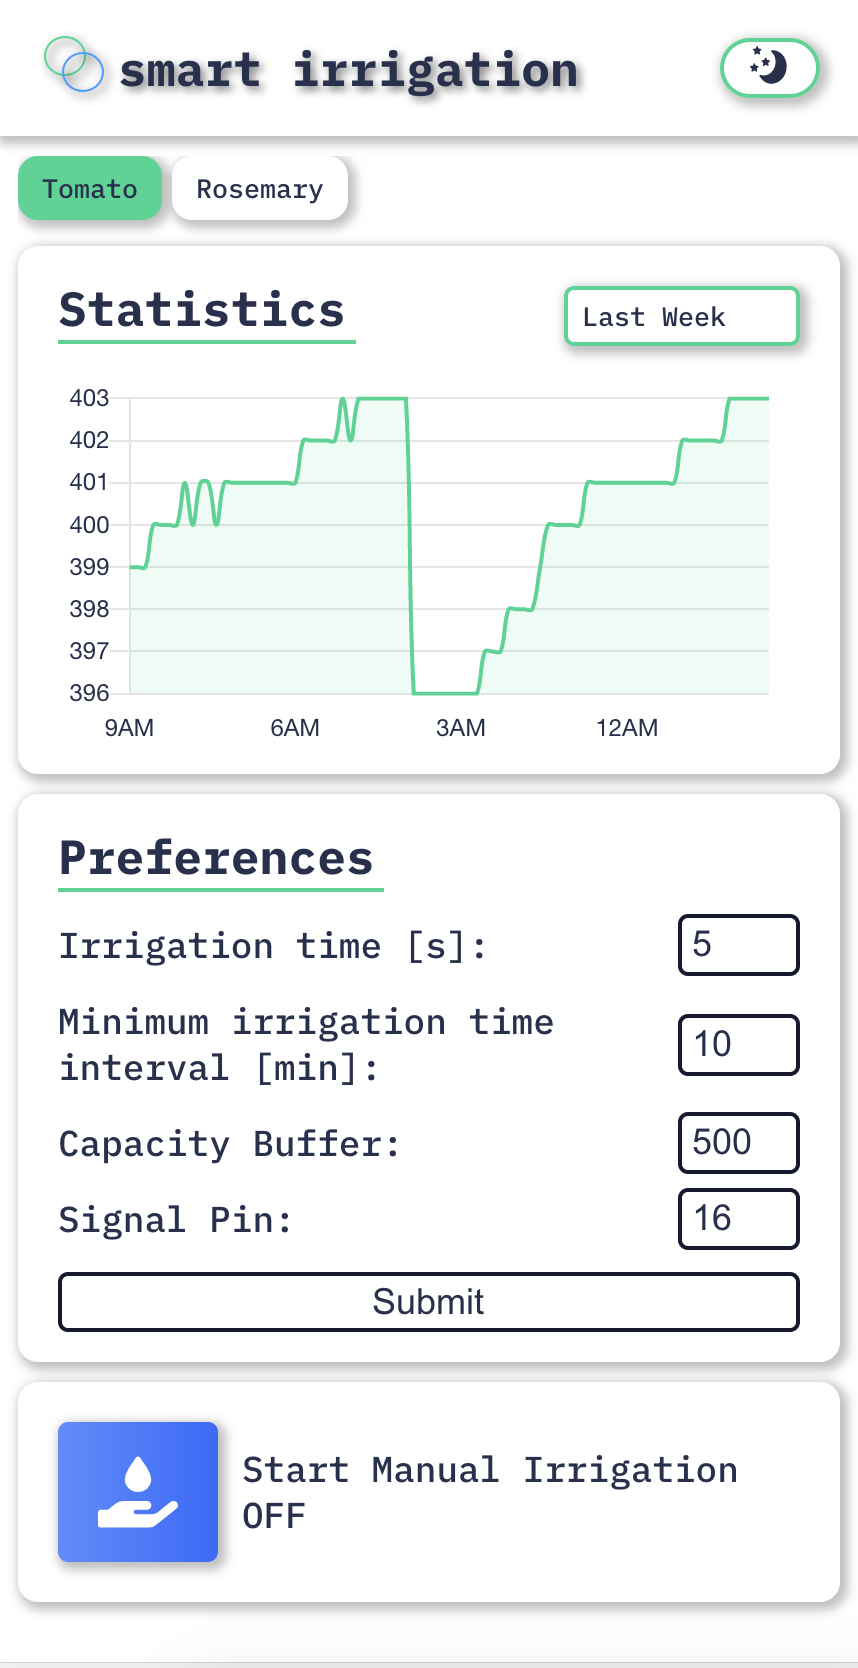 smart irrigation
Tomato
Rosemary
Statistics
Last Week
403
402
401
400
399
398
397
396
9AM
6AM
3AM
12AM
Preferences
Irrigation time [s]:
5
Minimum irrigation time
interval [min]:
10
Capacity Buffer:
500
Signal Pin:
16
Submit
Start Manual Irrigation
OFF